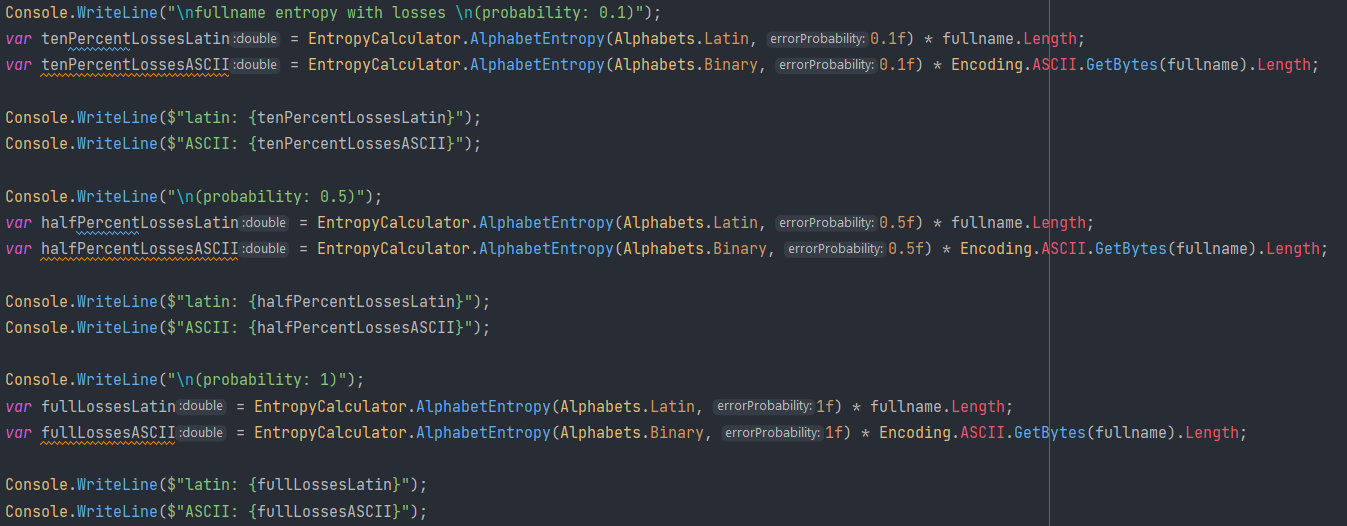 Console.WriteLine("\nfullname entropy with losses \n(probability: 0.1)");
var tenPercentLossesLatin :double = EntropyCalculator.AlphabetEntropy(Alphabets.Latin, errorProbability: 0.1f) * fullname.Length;
var tenPercentLossesASCII :double = EntropyCalculator.AlphabetEntropy(Alphabets.Binary, errorProbability: 0.1f) * Encoding.ASCII.GetBytes(fullname).Length;
Console.WriteLine($"latin: {tenPercentLossesLatin}");
Console.WriteLine($"ASCII: {tenPercentLossesASCII}");
Console.WriteLine("\n(probability: 0.5)");
var halfPercentLossesLatin :double = EntropyCalculator.AlphabetEntropy(Alphabets.Latin, errorProbability: 0.5f) * fullname.Length;
var halfPercentLossesASCII :double = EntropyCalculator.AlphabetEntropy(Alphabets.Binary, errorProbability: 0.5f) * Encoding.ASCII.GetBytes(fullname).Length;
Console.WriteLine($"latin: {halfPercentLossesLatin}");
Console.WriteLine($"ASCII: {halfPercentLossesASCII}");
Console.WriteLine("\n(probability: 1)");
var fullLossesLatin :double = EntropyCalculator.AlphabetEntropy(Alphabets.Latin, errorProbability: 1f) * fullname.Length;
var fullLossesASCII :double = EntropyCalculator.AlphabetEntropy(Alphabets.Binary, errorProbability: 1f) * Encoding.ASCII.GetBytes(fullname).Length;
Console.WriteLine($"latin: {fullLossesLatin}");
Console.WriteLine($"ASCII: {fullLossesASCII}");